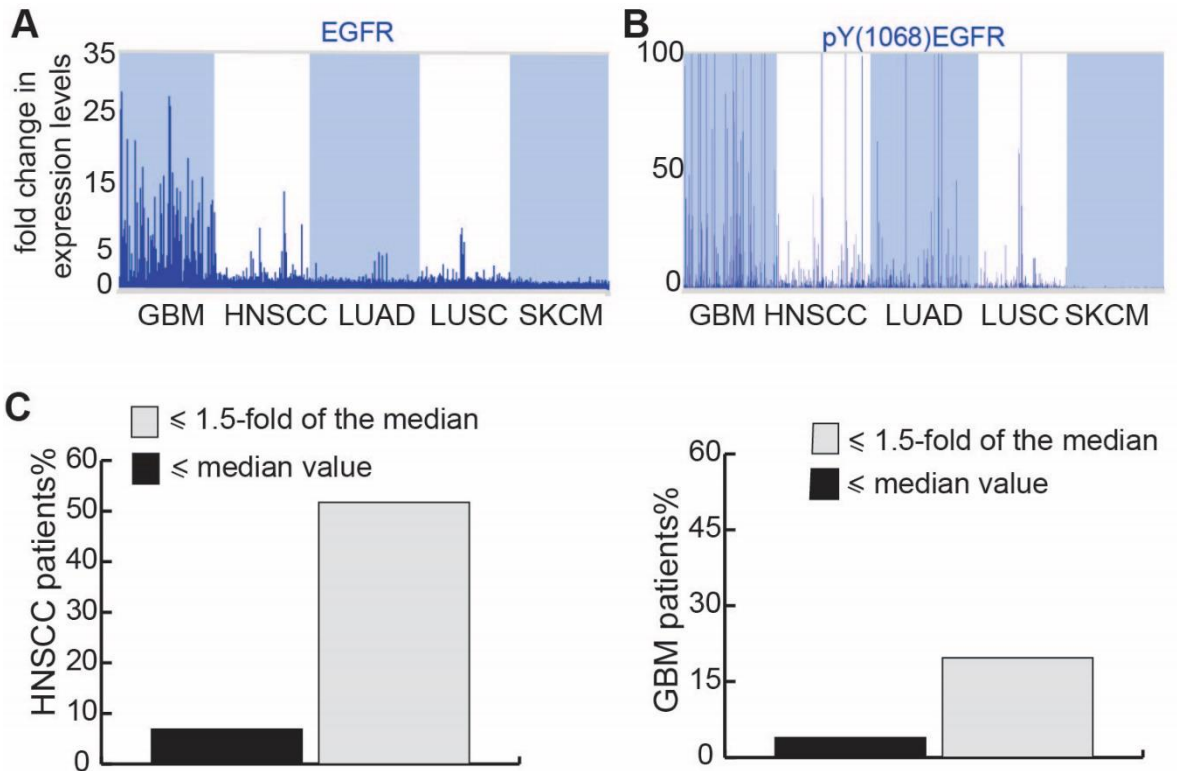 A
EGFR
fold change in
expression levels
35
25
15
5
0
GBM HNSCC LUAD LUSC SKCM
B
pY(1068)EGFR
100
50
0
GBM HNSCC LUAD LUSC SKCM
C
⩽ 1.5-fold of the median
⩽ median value
HNSCC patients%
60
50
40
30
20
10
0
⩽ 1.5-fold of the median
⩽ median value
GBM patients%
60
45
30
15
0